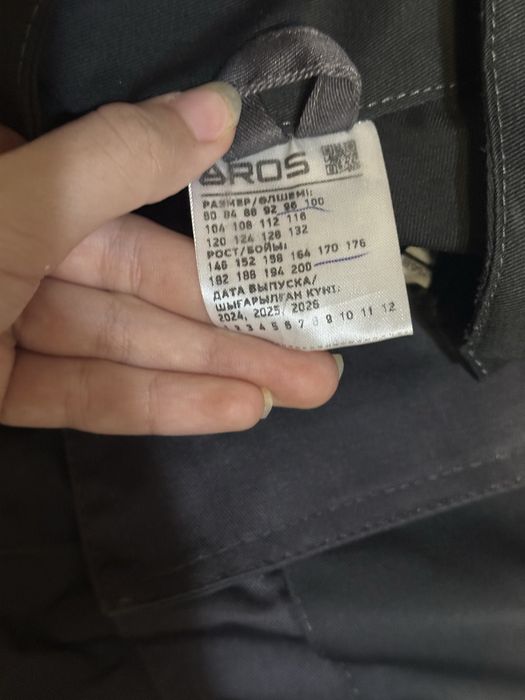 AROS
РАЗМЕР/ӨЛШЕМІ:
80 84 88 92 96 100
104 108 112 116
120 124 128 132
РОСТ/БОЙЫ:
146 152 158 164 170 176
182 188 194 200
ДАТА ВЫПУСКА/
ШЫҒАРЫЛҒАН КҮНІ:
2024, 2025, 2026
2 3 4 5 6 7 8 9 10 11 12